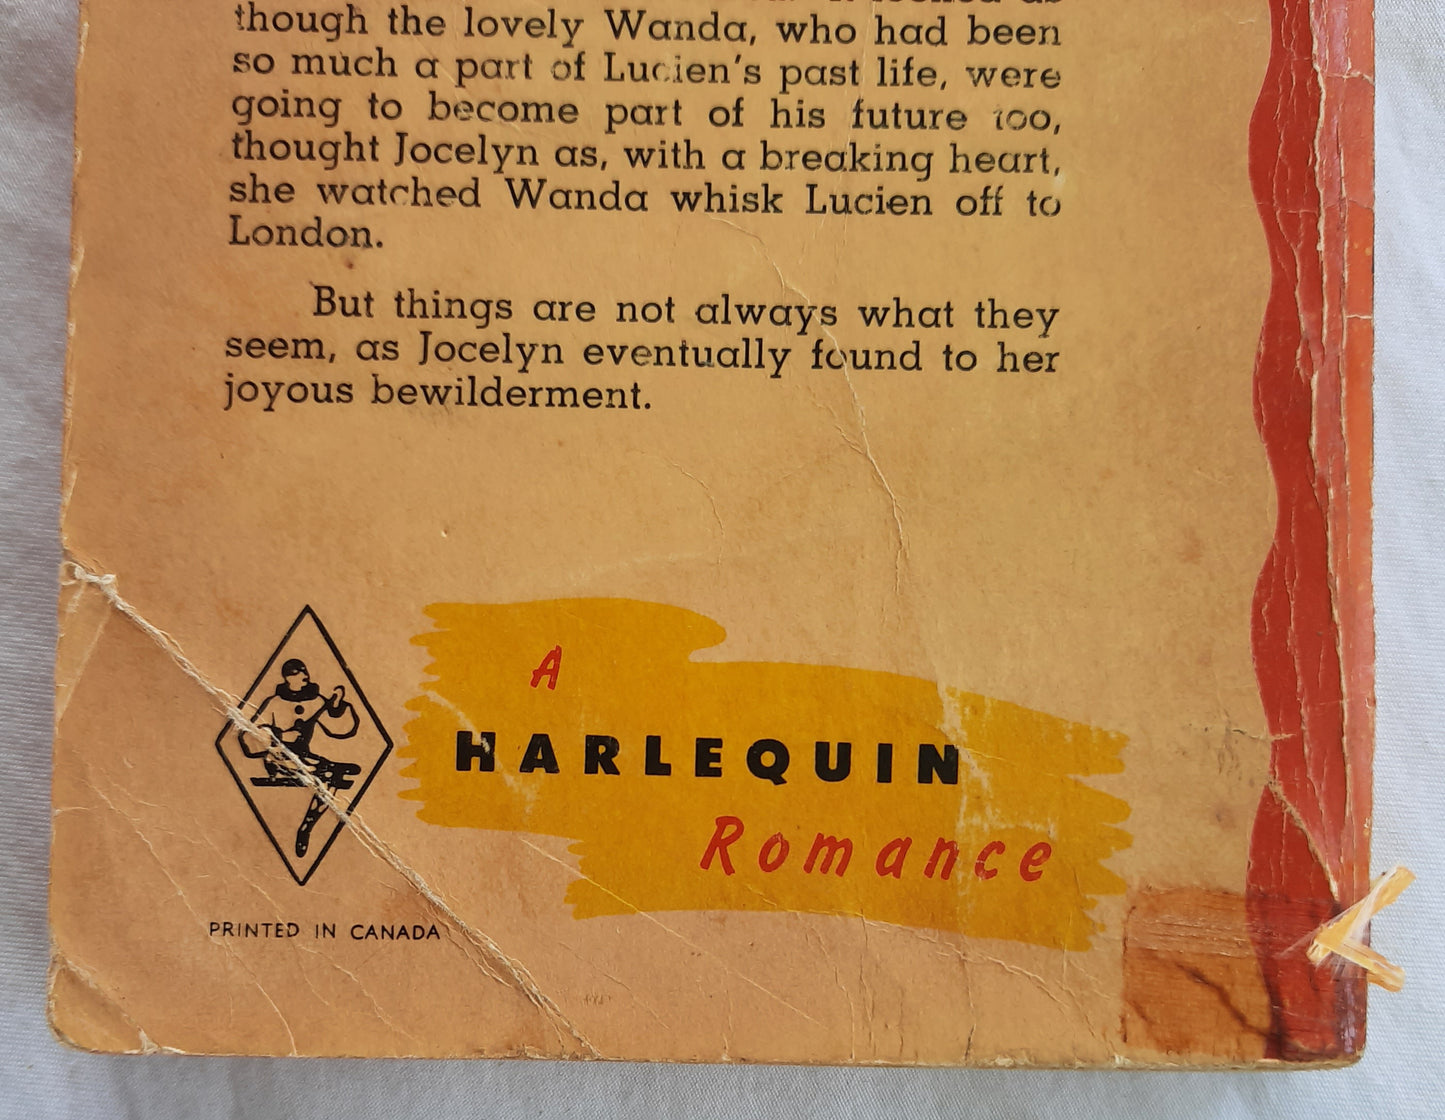 though the lovely Wanda, who had been
so much a part of Lucien's past life, were
going to become part of his future too,
thought Jocelyn as, with a breaking heart,
she watched Wanda whisk Lucien off to
London.
But things are not always what they
seem, as Jocelyn eventually found to her
joyous bewilderment.
A
HARLEQUIN
Romance
PRINTED IN CANADA